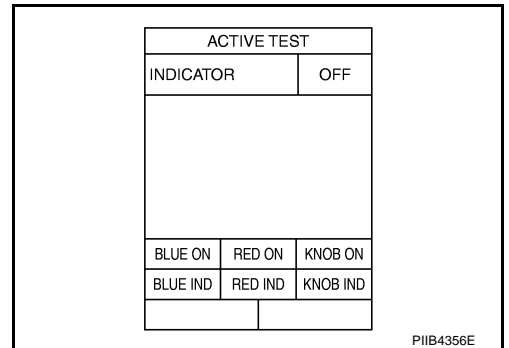 ACTIVE TEST
INDICATOR OFF
BLUE ON RED ON KNOB ON
BLUE IND RED IND KNOB IND
PIIB4356E